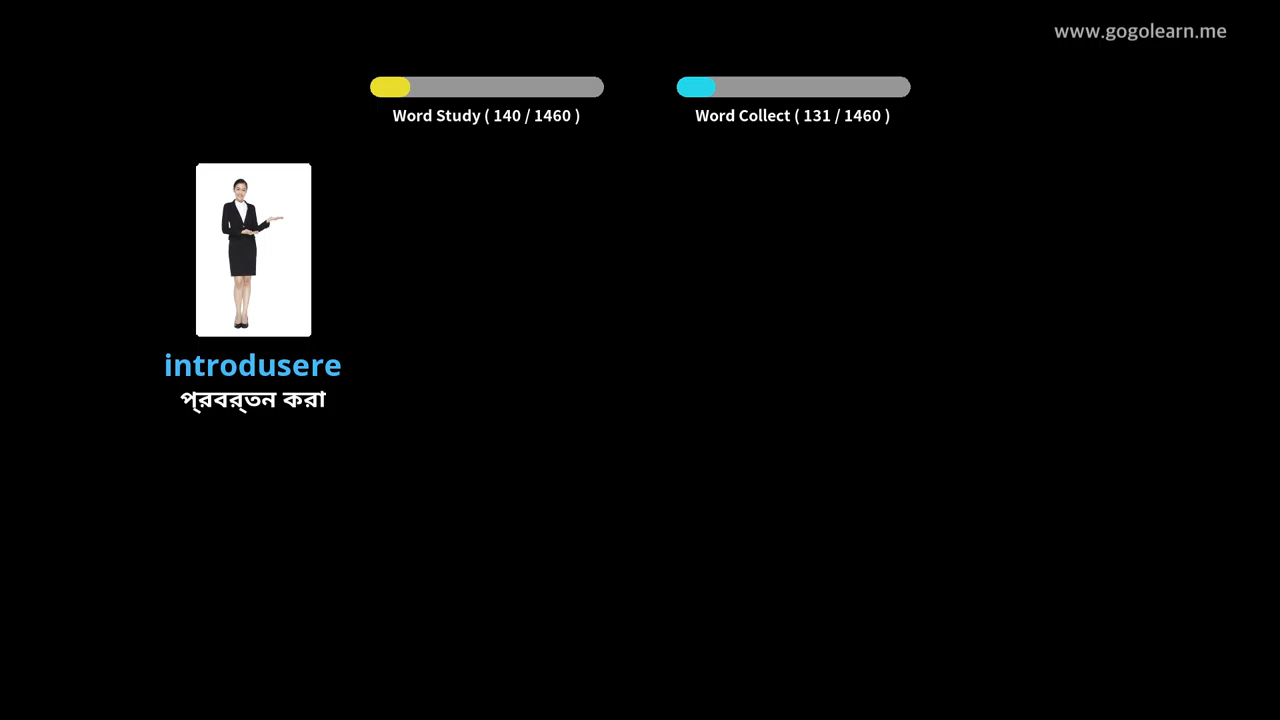 www.gogolearn.me
Word Study ( 140 / 1460 )
Word Collect ( 131 / 1460 )
introdusere
প্রবর্তন করা